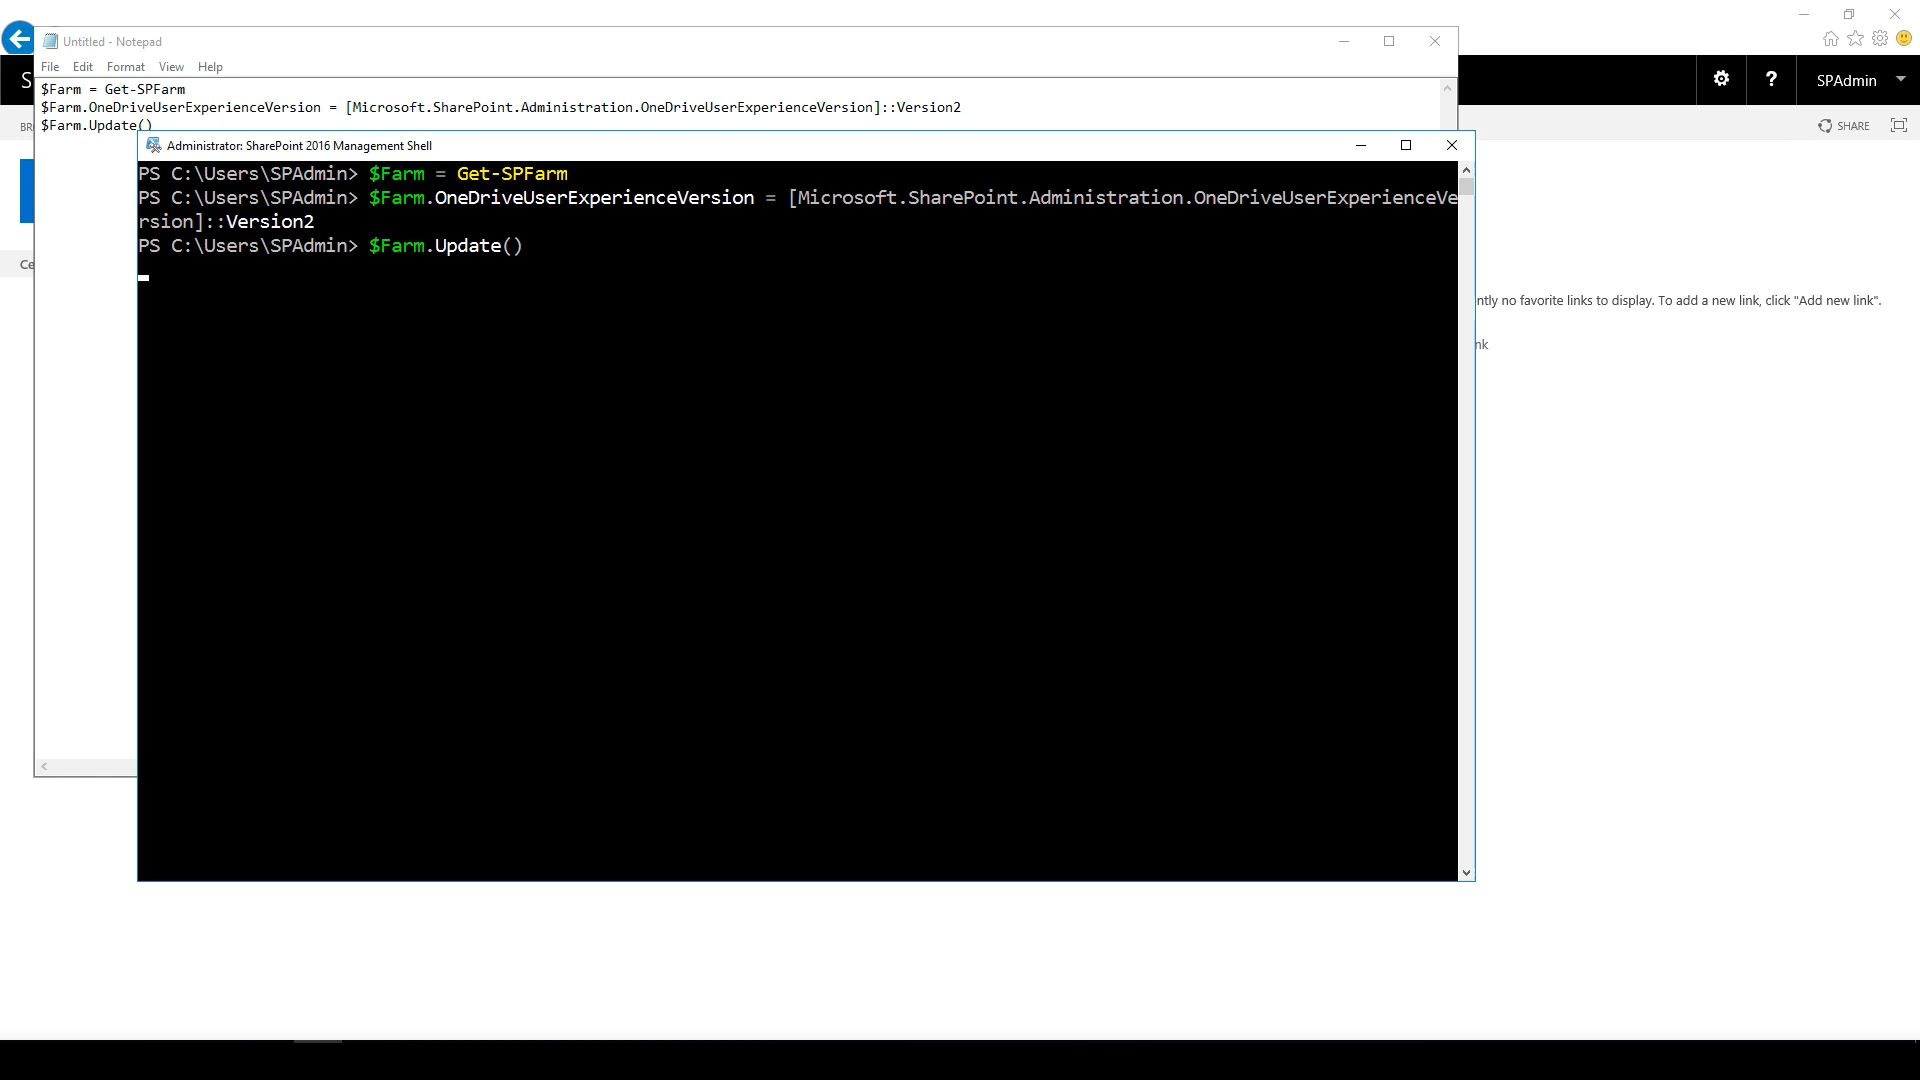 Untitled - Notepad
File Edit Format View Help
$Farm = Get-SPFarm
$Farm.OneDriveUserExperienceVersion = [Microsoft.SharePoint.Administration.OneDriveUserExperienceVersion]::Version2
$Farm.Update()
S
? SPAdmin
BR
SHARE
Administrator: SharePoint 2016 Management Shell
PS C:\Users\SPAdmin> $Farm = Get-SPFarm
PS C:\Users\SPAdmin> $Farm.OneDriveUserExperienceVersion = [Microsoft.SharePoint.Administration.OneDriveUserExperienceVe
rsion]::Version2
PS C:\Users\SPAdmin> $Farm.Update()
Ce
ntly no favorite links to display. To add a new link, click "Add new link".
nk